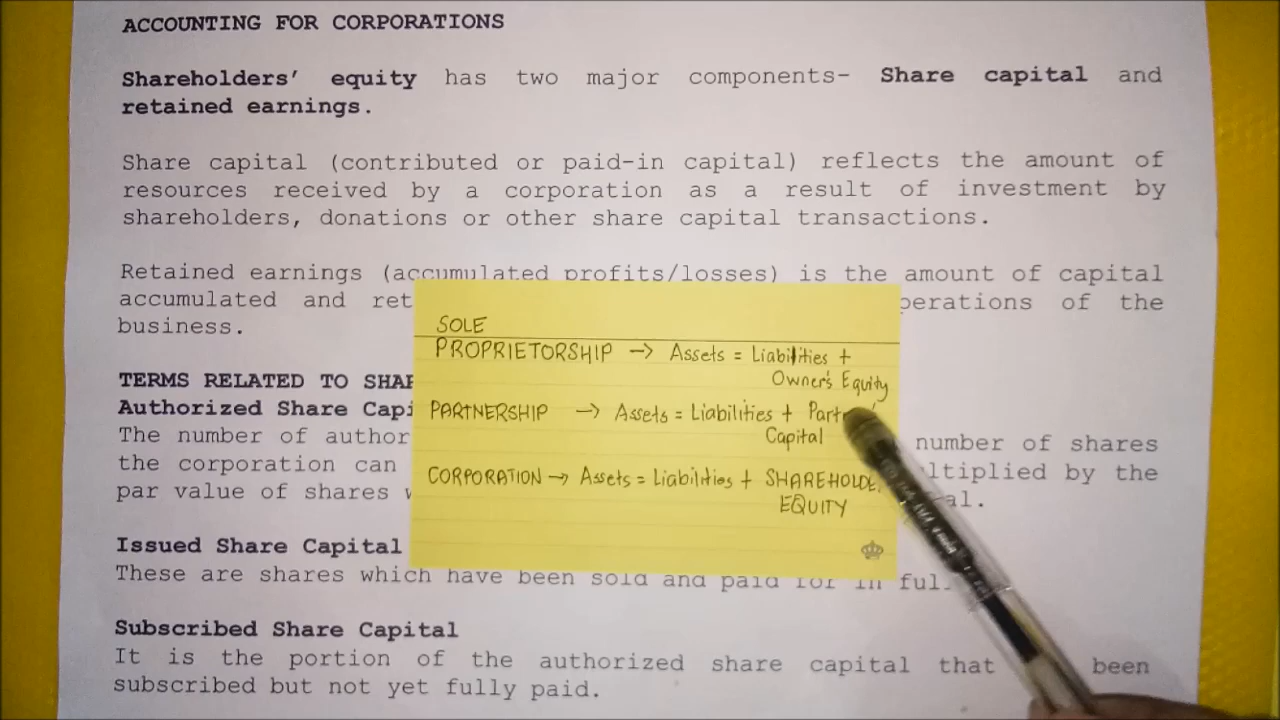 ACCOUNTING FOR CORPORATIONS
Shareholders' equity has two major components- Share capital and
retained earnings.
Share capital (contributed or paid-in capital) reflects the amount of
resources received by a corporation as a result of investment by
shareholders, donations or other share capital transactions.
Retained earnings (accumulated profits/losses) is the amount of capital
accumulated and ret perations of the
business.
SOLE
PROPRIETORSHIP → Assets = Liabilities +
Owner's Equity
PARTNERSHIP → Assets = Liabilities + Part
Capital
CORPORATION → Assets = Liabilities + SHAREHOLDE
EQUITY
TERMS RELATED TO SHA
Authorized Share Capi
The number of author number of shares
the corporation can ltiplied by the
par value of shares al.
Issued Share Capital
These are shares which have been sold and paid for in ful
Subscribed Share Capital
It is the portion of the authorized share capital that been
subscribed but not yet fully paid.